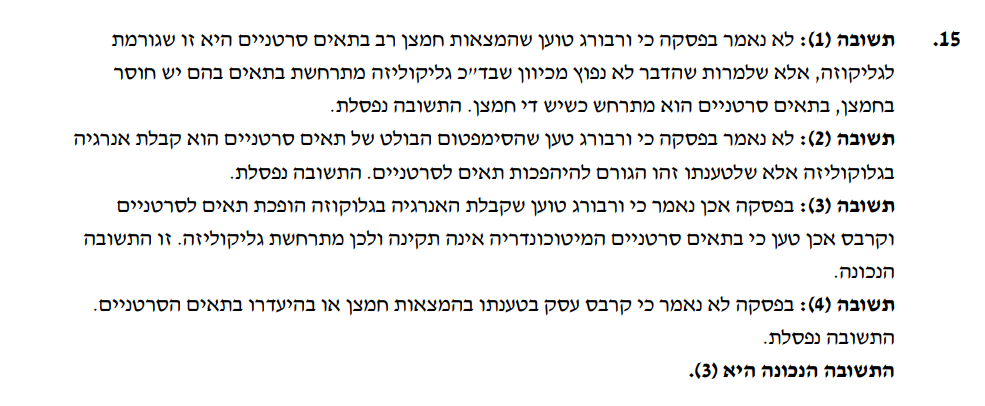 15. תשובה (1): לא נאמר בפסקה כי ורבורג טוען שהמצאות חמצן רב בתאים סרטניים היא זו שגורמת
לגליקוזה, אלא שלמרות שהדבר לא נפוץ מכיוון שבד״כ גליקוליזה מתרחשת בתאים בהם יש חוסר
בחמצן, בתאים סרטניים הוא מתרחש כשיש די חמצן. התשובה נפסלת.
תשובה (2): לא נאמר בפסקה כי ורבורג טען שהסימפטום הבולט של תאים סרטניים הוא קבלת אנרגיה
בגלוקוליזה אלא שלטענתו זהו הגורם להיהפכות תאים לסרטניים. התשובה נפסלת.
תשובה (3): בפסקה אכן נאמר כי ורבורג טוען שקבלת האנרגיה בגלוקוזה הופכת תאים לסרטניים
וקרבס אכן טען כי בתאים סרטניים המיטוכונדריה אינה תקינה ולכן מתרחשת גליקוליזה. זו התשובה
הנכונה.
תשובה (4): בפסקה לא נאמר כי קרבס עסק בטענתו בהמצאות חמצן או בהיעדרו בתאים הסרטניים.
התשובה נפסלת.
התשובה הנכונה היא (3).